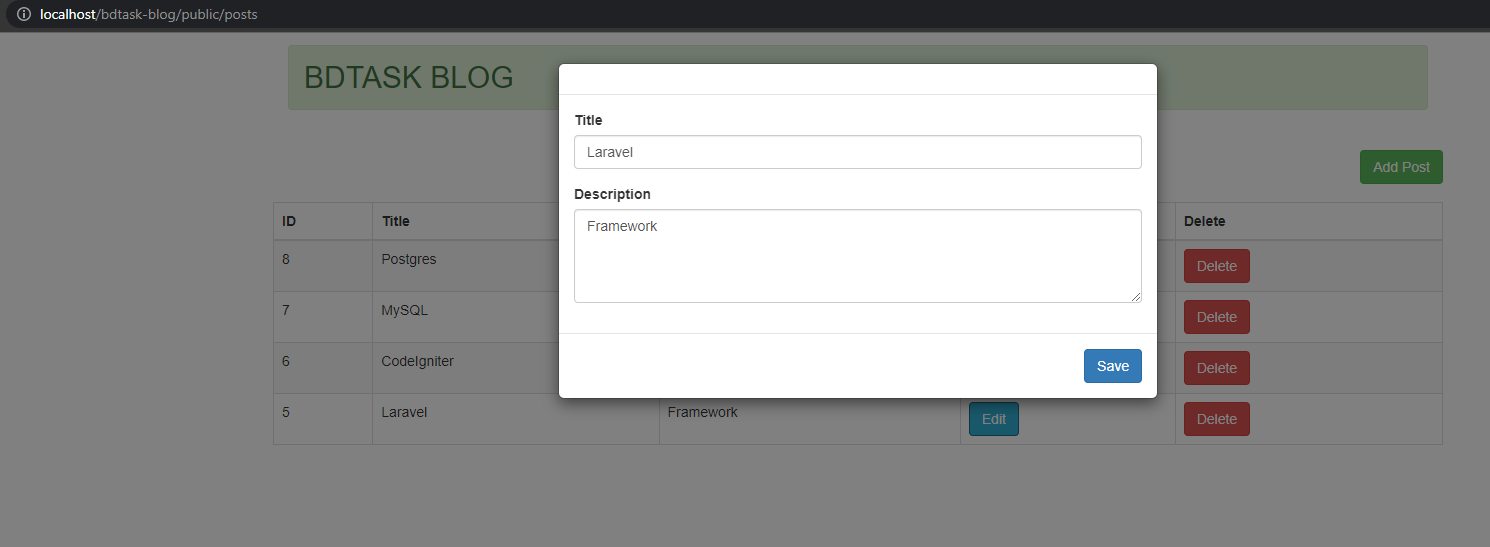 localhost/bdtask-blog/public/posts
BDTASK BLOG
Title
Laravel
Add Post
Description
Framework
ID Title Delete
8 Postgres Delete
7 MySQL Delete
6 CodeIgniter Delete
Save
5 Laravel Framework Edit Delete